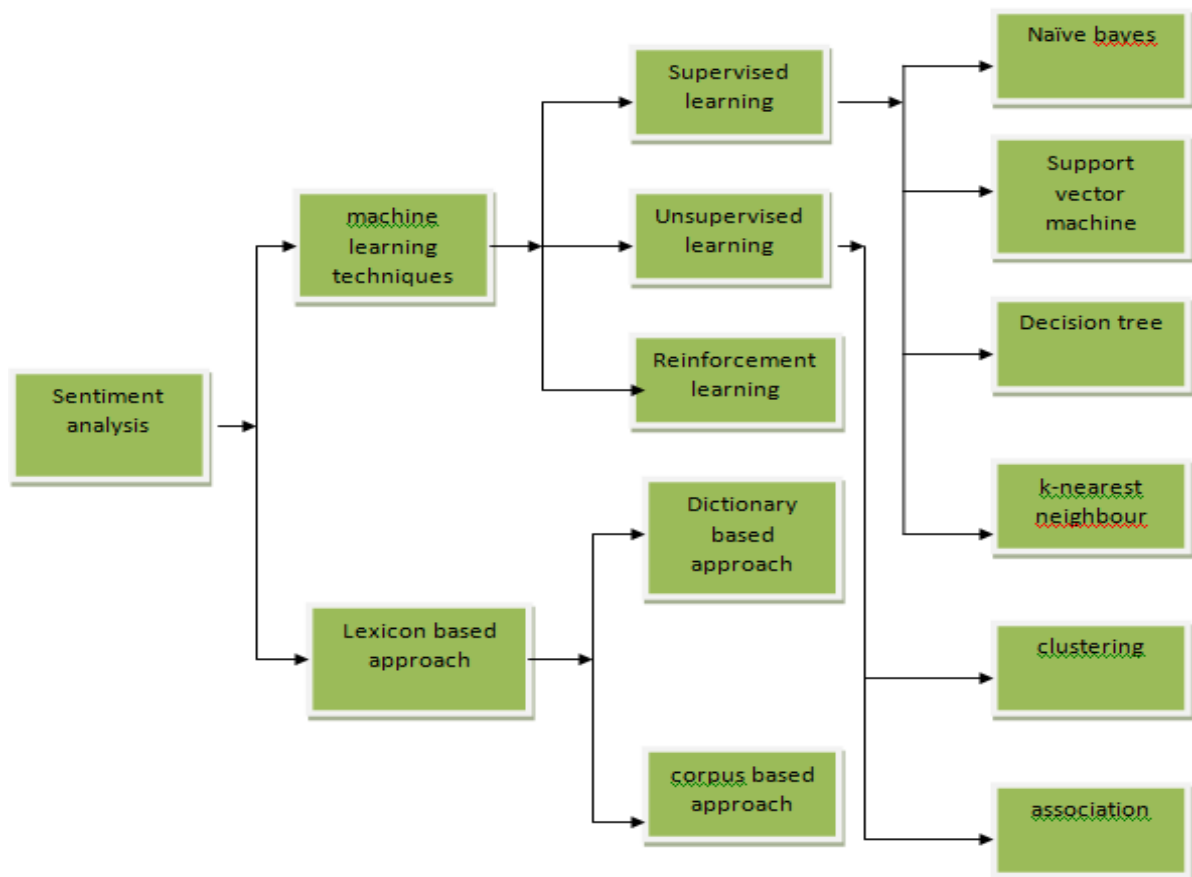 Sentiment
analysis
machine
learning
techniques
Lexicon based
approach
Supervised
learning
Unsupervised
learning
Reinforcement
learning
Dictionary
based
approach
corpus based
approach
Naïve bayes
Support
vector
machine
Decision tree
k-nearest
neighbour
clustering
association